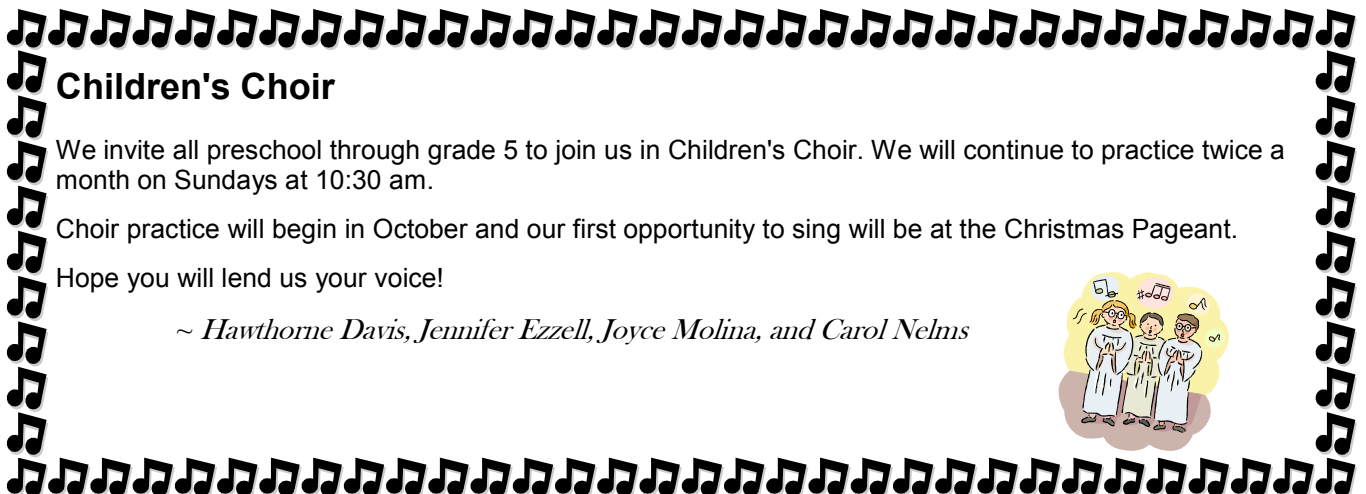 Children's Choir
We invite all preschool through grade 5 to join us in Children's Choir. We will continue to practice twice a
month on Sundays at 10:30 am.
Choir practice will begin in October and our first opportunity to sing will be at the Christmas Pageant.
Hope you will lend us your voice!
~ Hawthorne Davis, Jennifer Ezzell, Joyce Molina, and Carol Nelms